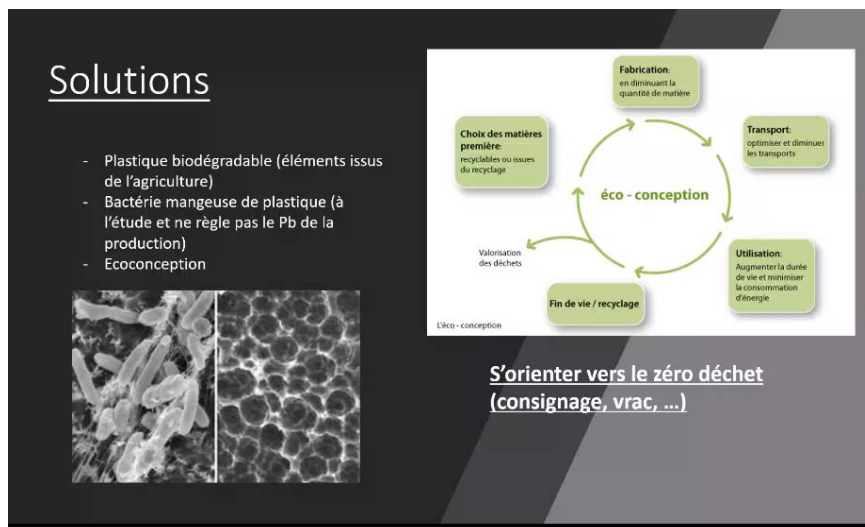 Solutions
- Plastique biodégradable (éléments issus
de l'agriculture)
- Bactérie mangeuse de plastique (à
l'étude et ne règle pas le Pb de la
production)
- Ecoconception
Fabrication:
en diminuant la
quantité de matière
Choix des matières
première:
recyclables ou issues
du recyclage
Transport:
optimiser et diminuer
les transports
éco - conception
Valorisation
des déchets
Utilisation:
Augmenter la durée
de vie et minimiser
la consommation
d'énergie
Fin de vie / recyclage
L'éco - conception
S'orienter vers le zéro déchet
(consignage, vrac, ...)